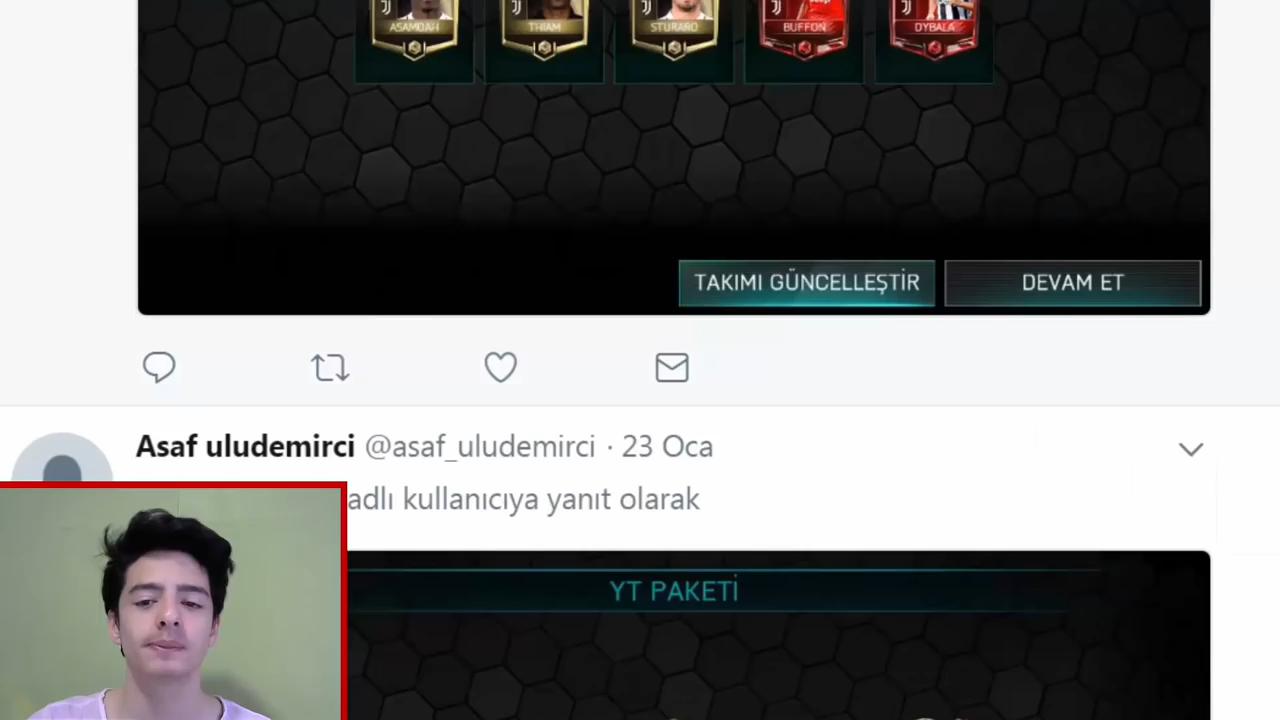 ASAMOAH
THIAM
STURARO
BUFFON
DYBALA
TAKIMI GÜNCELLEŞTİR
DEVAM ET
Asaf uludemirci @asaf_uludemirci · 23 Oca
adlı kullanıcıya yanıt olarak
YT PAKETİ